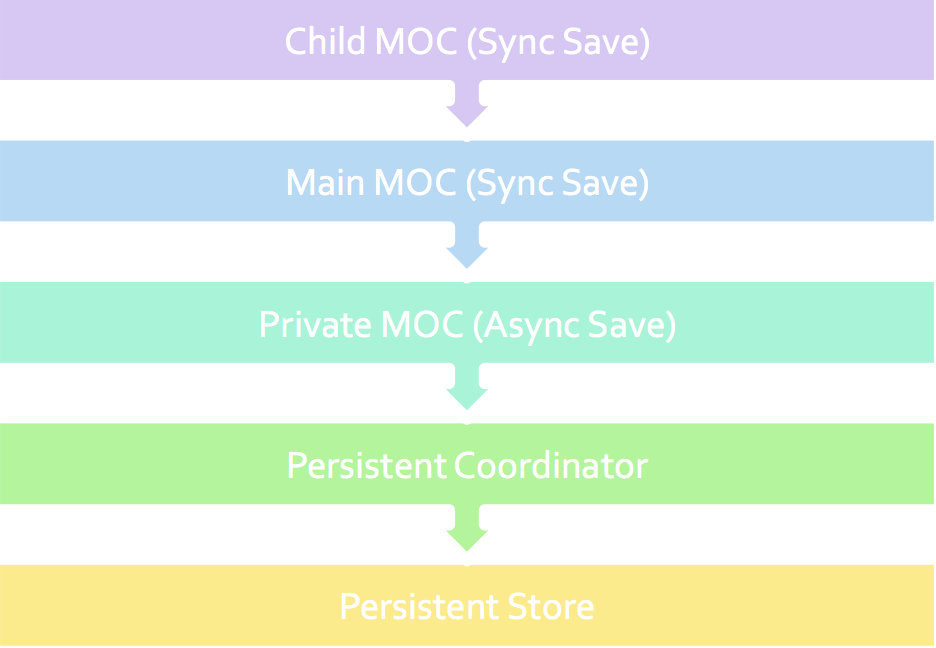 Child MOC (Sync Save)
Main MOC (Sync Save)
Private MOC (Async Save)
Persistent Coordinator
Persistent Store